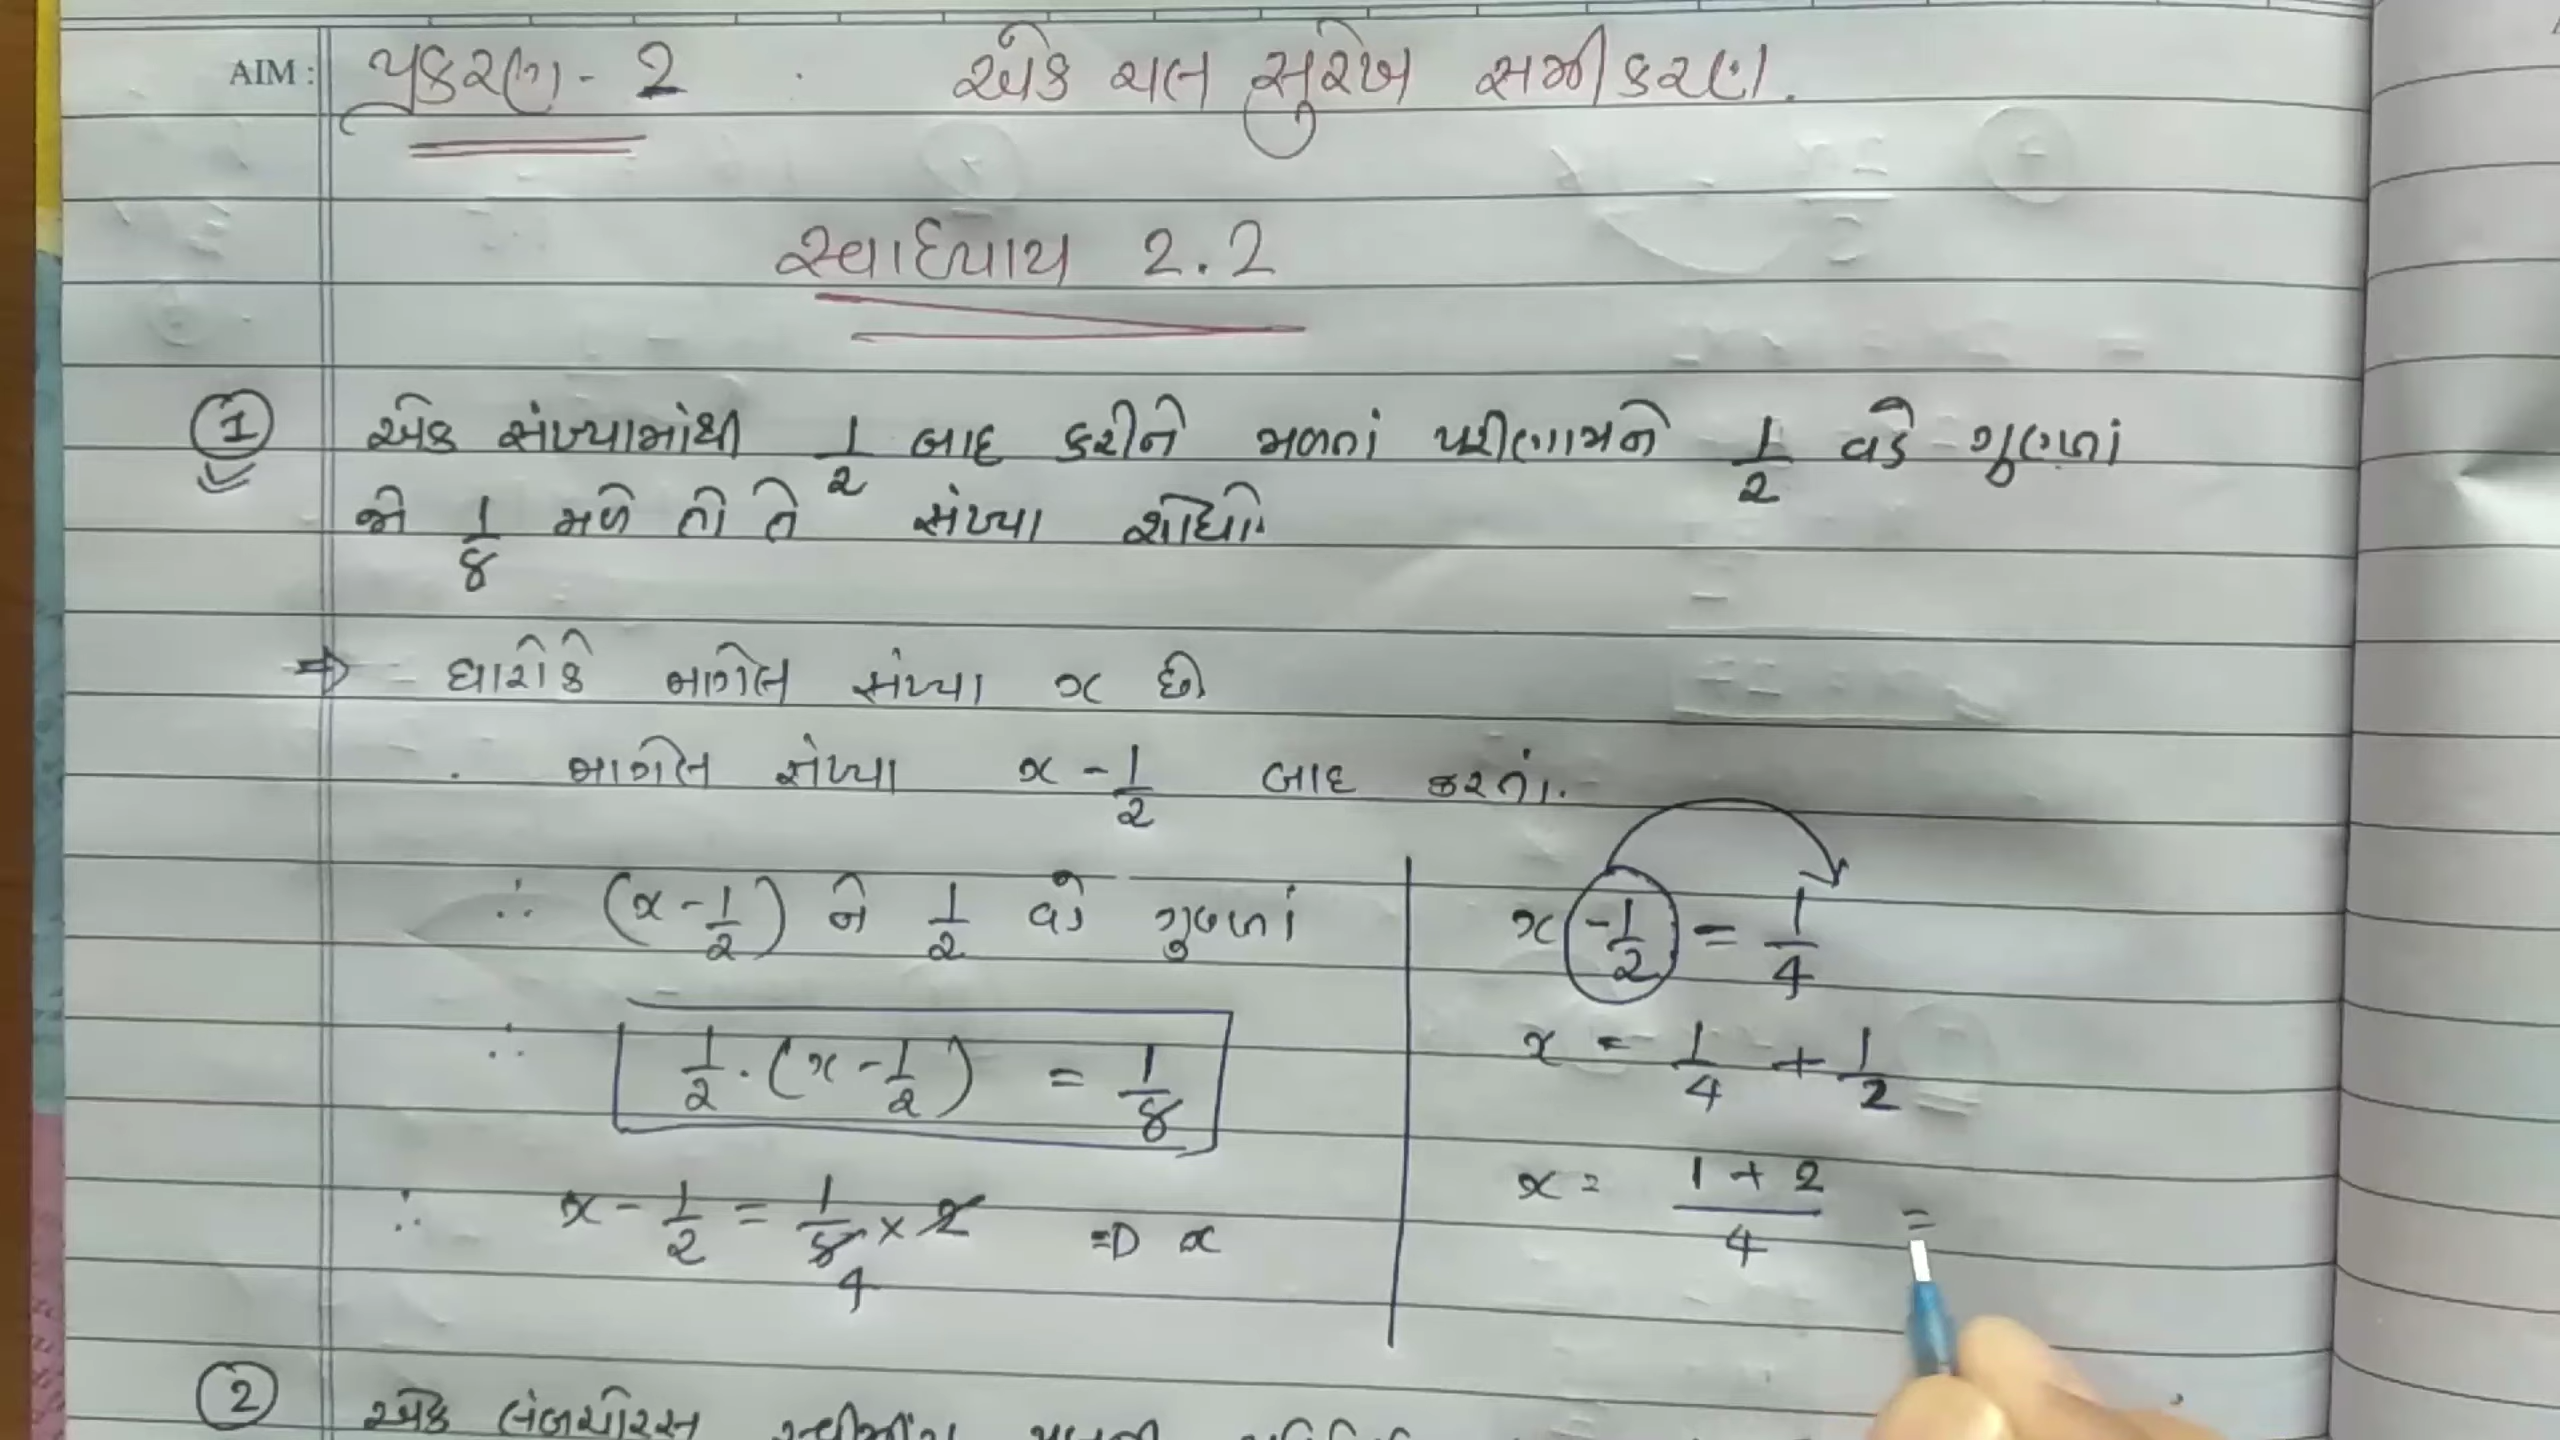 AIM : પ્રકરણ - 2 એક ચલ સુરેખ સમીકરણ.
સ્વાધ્યાય 2.2
1 એક સંખ્યામાંથી 1/2 બાદ કરીને મળતાં પરીણામને 1/2 વડે ગુણતાં
જો 1/8 મળે તો તે સંખ્યા શોધો.
⇒ ધારોકે માગેલ સંખ્યા x છે
માગેલ સંખ્યા x - 1/2 બાદ કરતાં.
∴ (x - 1/2) ને 1/2 વડે ગુણતાં
∴ 1/2 · (x - 1/2) = 1/8
∴ x - 1/2 = 1/8 × 2 ⇒ x
4
x - 1/2 = 1/4
x = 1/4 + 1/2
x = 1 + 2/4 =
2 એક લંબચોરસ